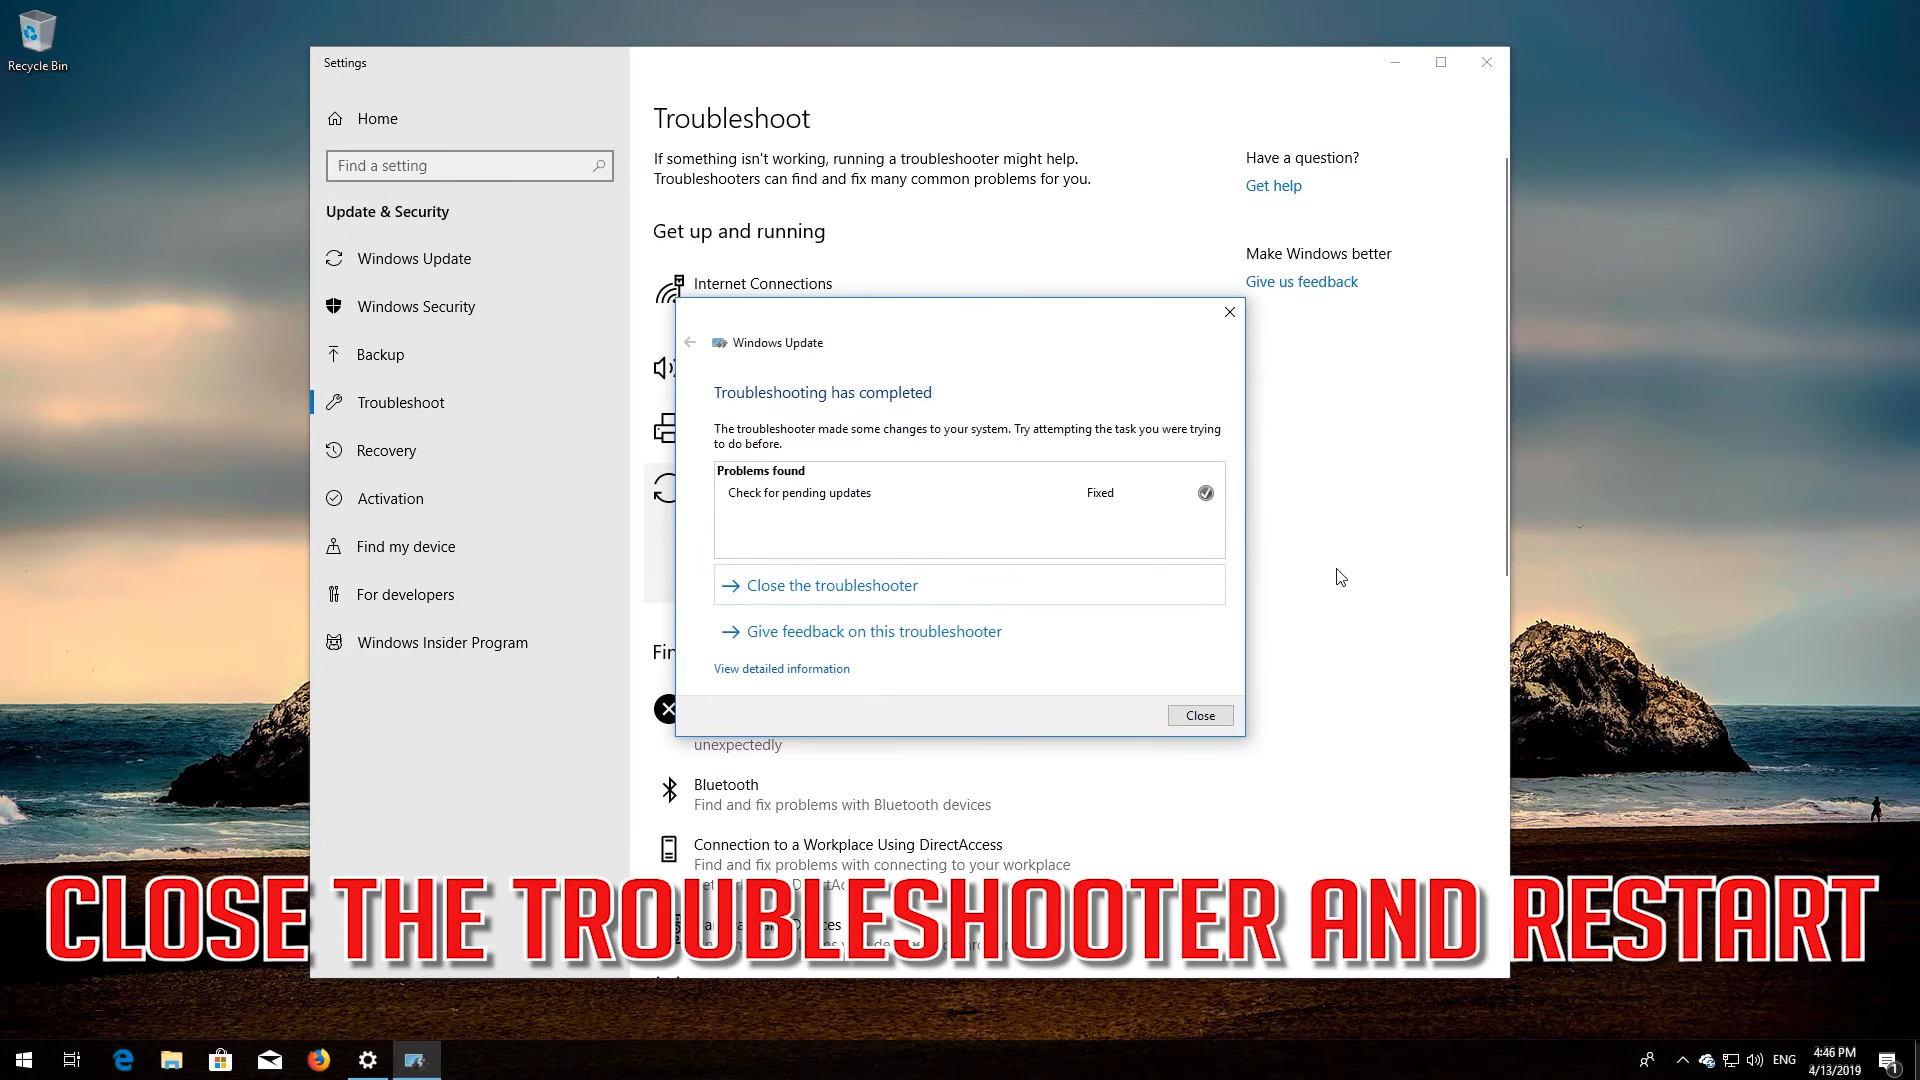 Recycle Bin
Settings
Home
Find a setting
Update & Security
Windows Update
Windows Security
Backup
Troubleshoot
Recovery
Activation
Find my device
For developers
Windows Insider Program
Troubleshoot
If something isn't working, running a troubleshooter might help.
Troubleshooters can find and fix many common problems for you.
Get up and running
Internet Connections
Have a question?
Get help
Make Windows better
Give us feedback
Windows Update
Troubleshooting has completed
The troubleshooter made some changes to your system. Try attempting the task you were trying
to do before.
Problems found
Check for pending updates Fixed
Close the troubleshooter
Give feedback on this troubleshooter
View detailed information
Close
unexpectedly
Bluetooth
Find and fix problems with Bluetooth devices
Connection to a Workplace Using DirectAccess
Find and fix problems with connecting to your workplace
CLOSE THE TROUBLESHOOTER AND RESTART
ENG
4:46 PM
4/13/2019
1